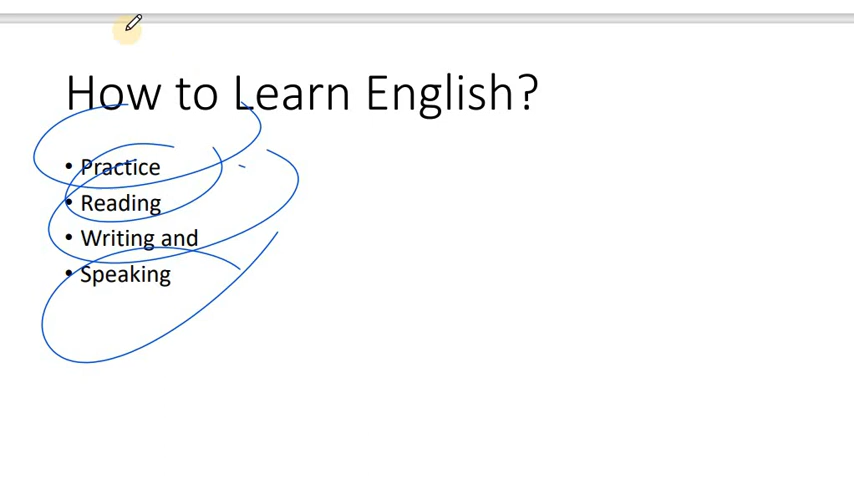 How to Learn English?
• Practice
• Reading
• Writing and
• Speaking